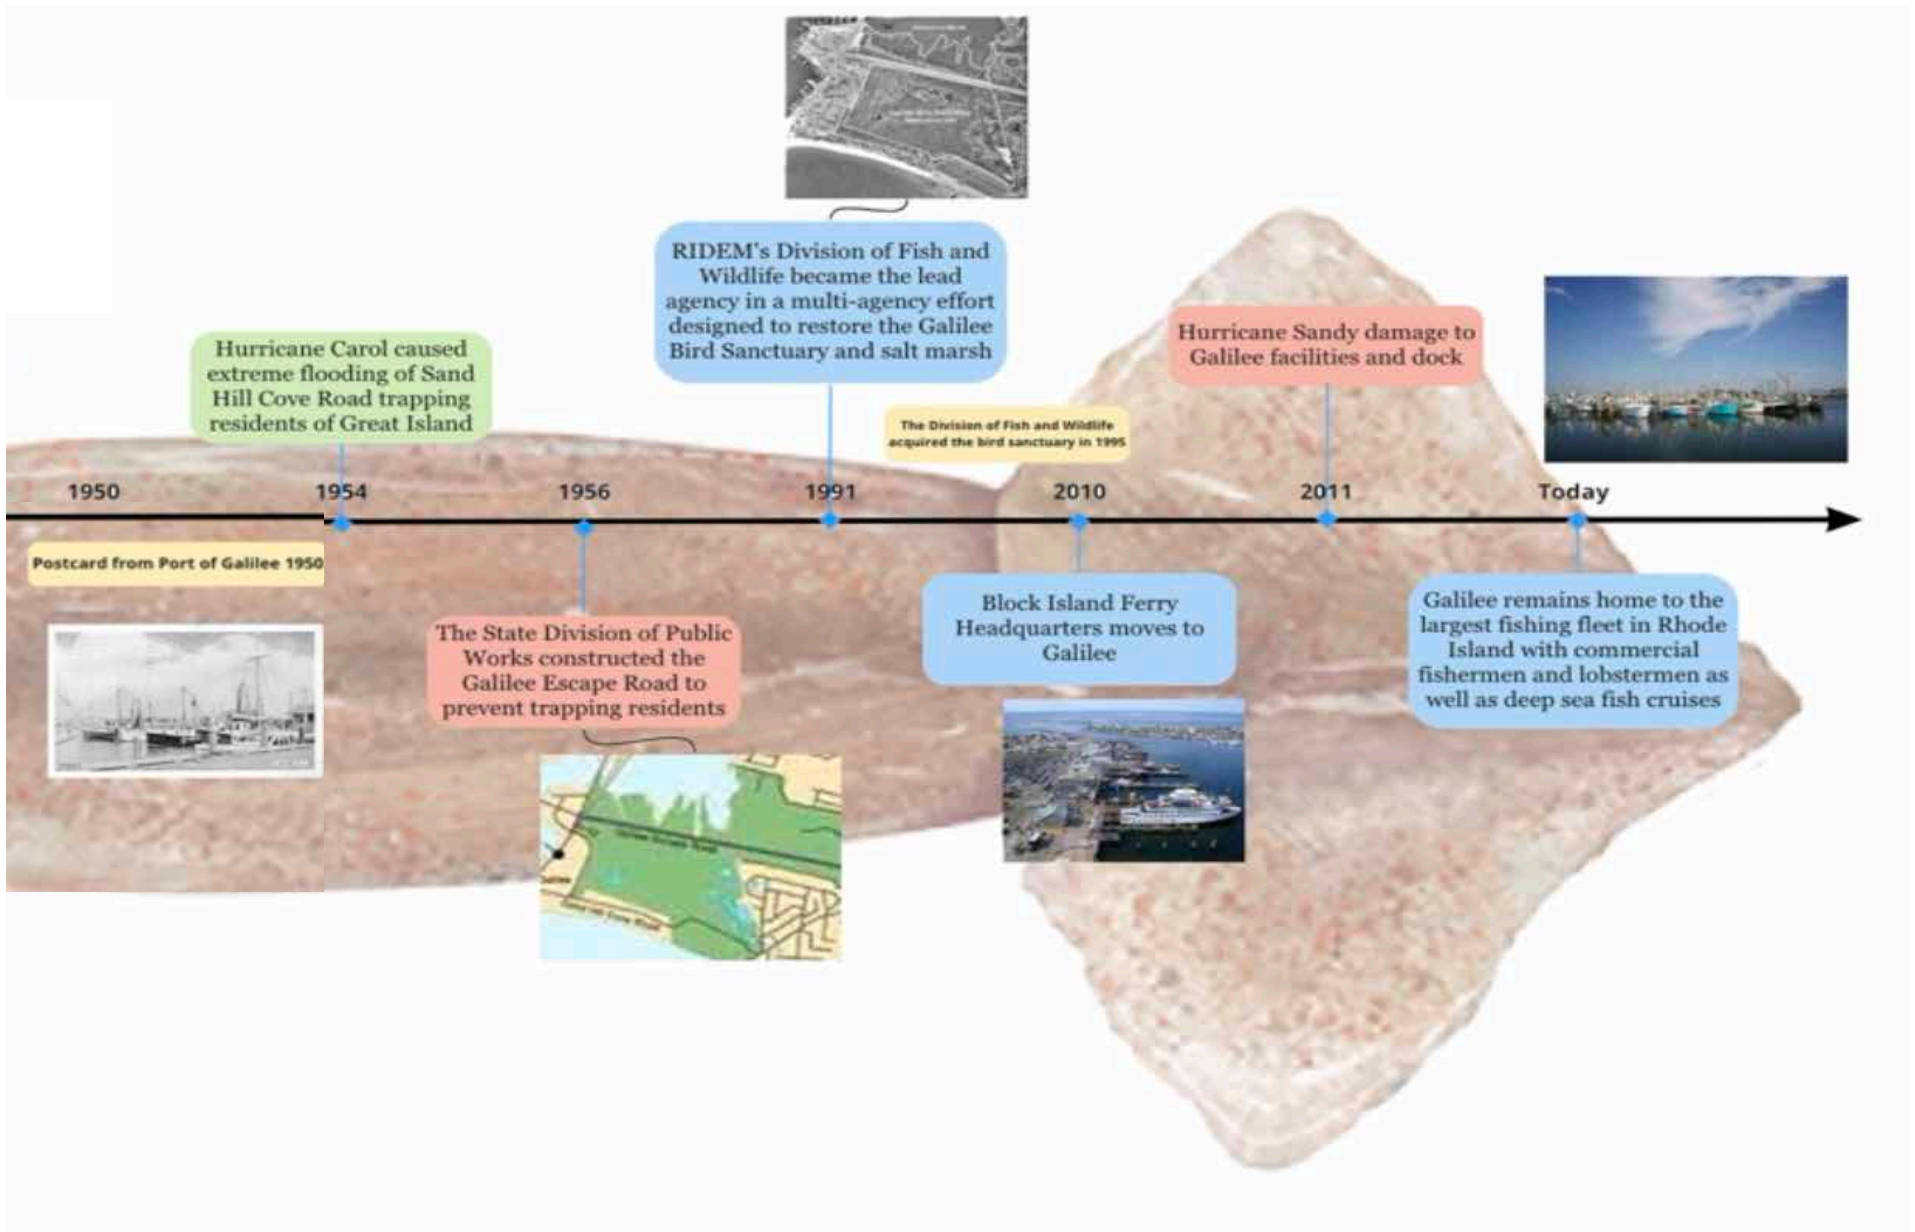 RIDEM's Division of Fish and
Wildlife became the lead
agency in a multi-agency effort
designed to restore the Galilee
Bird Sanctuary and salt marsh
Hurricane Carol caused
extreme flooding of Sand
Hill Cove Road trapping
residents of Great Island
Hurricane Sandy damage to
Galilee facilities and dock
The Division of Fish and Wildlife
acquired the bird sanctuary in 1995
1950
1954
1956
1991
2010
2011
Today
Postcard from Port of Galilee 1950
The State Division of Public
Works constructed the
Galilee Escape Road to
prevent trapping residents
Block Island Ferry
Headquarters moves to
Galilee
Galilee remains home to the
largest fishing fleet in Rhode
Island with commercial
fishermen and lobstermen as
well as deep sea fish cruises
Escape Road
Hill Cove Road